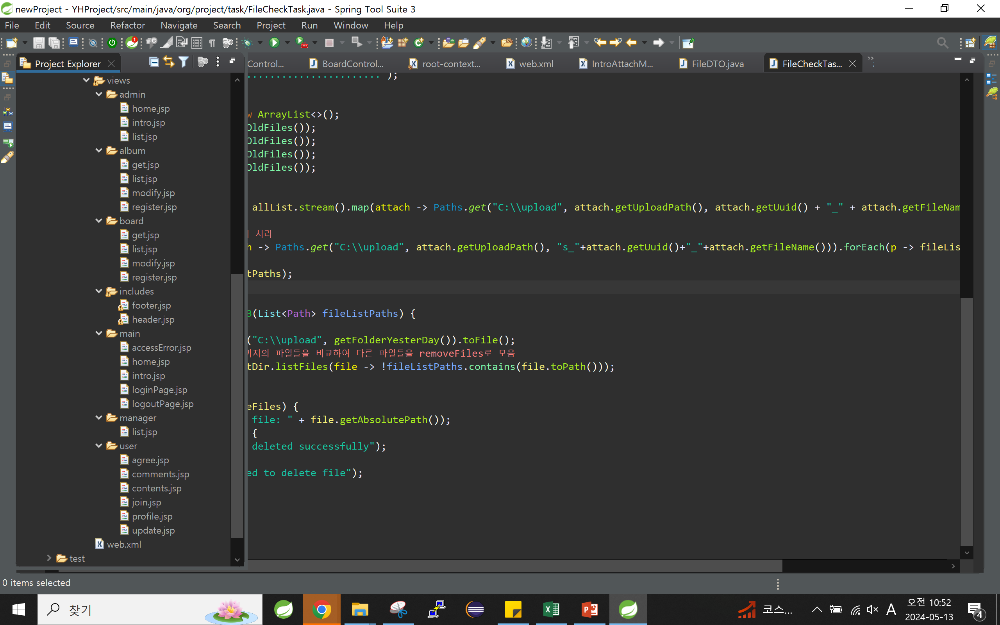 newProject - YHProject/src/main/java/org/project/task/FileCheckTask.java - Spring Tool Suite 3
File Edit Source Refactor Navigate Search Project Run Window Help
Project Explorer
Control...
BoardControl...
root-context...
web.xml
IntroAttachM...
FileDTO.java
FileCheckTas...
views
admin
home.jsp
intro.jsp
list.jsp
album
get.jsp
list.jsp
modify.jsp
register.jsp
board
get.jsp
list.jsp
modify.jsp
register.jsp
includes
footer.jsp
header.jsp
main
accessError.jsp
home.jsp
intro.jsp
loginPage.jsp
logoutPage.jsp
manager
list.jsp
user
agree.jsp
comments.jsp
contents.jsp
join.jsp
profile.jsp
update.jsp
web.xml
test
....................... );
w ArrayList<>();
OldFiles());
OldFiles());
OldFiles());
OldFiles());
allList.stream().map(attach -> Paths.get("C:\\upload", attach.getUploadPath(), attach.getUuid() + "_" + attach.getFileNam
처리
h -> Paths.get("C:\\upload", attach.getUploadPath(), "s_"+attach.getUuid()+"_"+attach.getFileName())).forEach(p -> fileLis
tPaths);
B(List<Path> fileListPaths) {
("C:\\upload", getFolderYesterDay()).toFile();
까지의 파일들을 비교하여 다른 파일들을 removeFiles로 모음
tDir.listFiles(file -> !fileListPaths.contains(file.toPath()));
eFiles) {
file: " + file.getAbsolutePath());
{
deleted successfully");
ed to delete file");
0 items selected
찾기
코스...
A
오전 10:52
2024-05-13
4